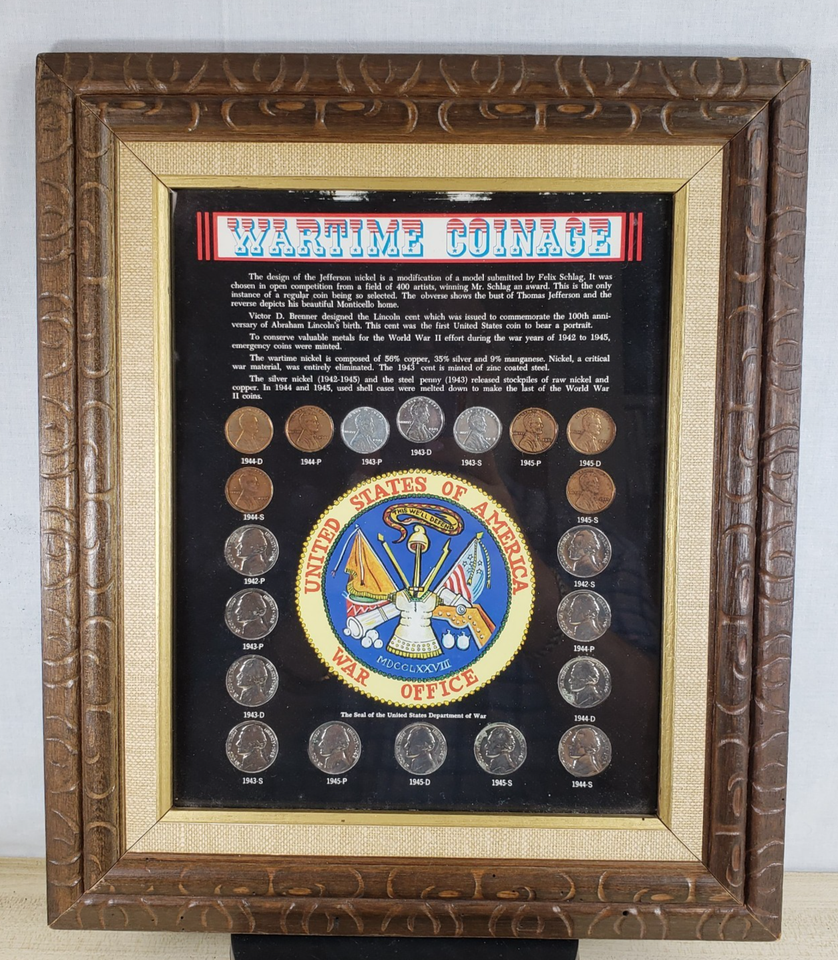 WARTIME COINAGE
The design of the Jefferson nickel is a modification of a model submitted by Felix Schlag. It was
chosen in open competition from a field of 400 artists, winning Mr. Schlag an award. This is the only
instance of a regular coin being so selected. The obverse shows the bust of Thomas Jefferson and the
reverse depicts his beautiful Monticello home.
Victor D. Brenner designed the Lincoln cent which was issued to commemorate the 100th anni-
versary of Abraham Lincoln's birth. This cent was the first United States coin to bear a portrait.
To conserve valuable metals for the World War II effort during the war years of 1942 to 1945,
emergency coins were minted.
The wartime nickel is composed of 56% copper, 35% silver and 9% manganese. Nickel, a critical
war material, was entirely eliminated. The 1943 cent is minted of zinc coated steel.
The silver nickel (1942-1945) and the steel penny (1943) released stockpiles of raw nickel and
copper. In 1944 and 1945, used shell cases were melted down to make the last of the World War
II coins.
1944-D 1944-P 1943-P 1943-D 1943-S 1945-P 1945-D
1944-S 1945-S
UNITED STATES OF AMERICA
THIS WE'LL DEFEND
1942-P 1942-S
1943-P 1944-P
MDCCLXXVIII
WAR OFFICE
1943-D 1944-D
The Seal of the United States Department of War
1943-S 1945-P 1945-D 1945-S 1944-S